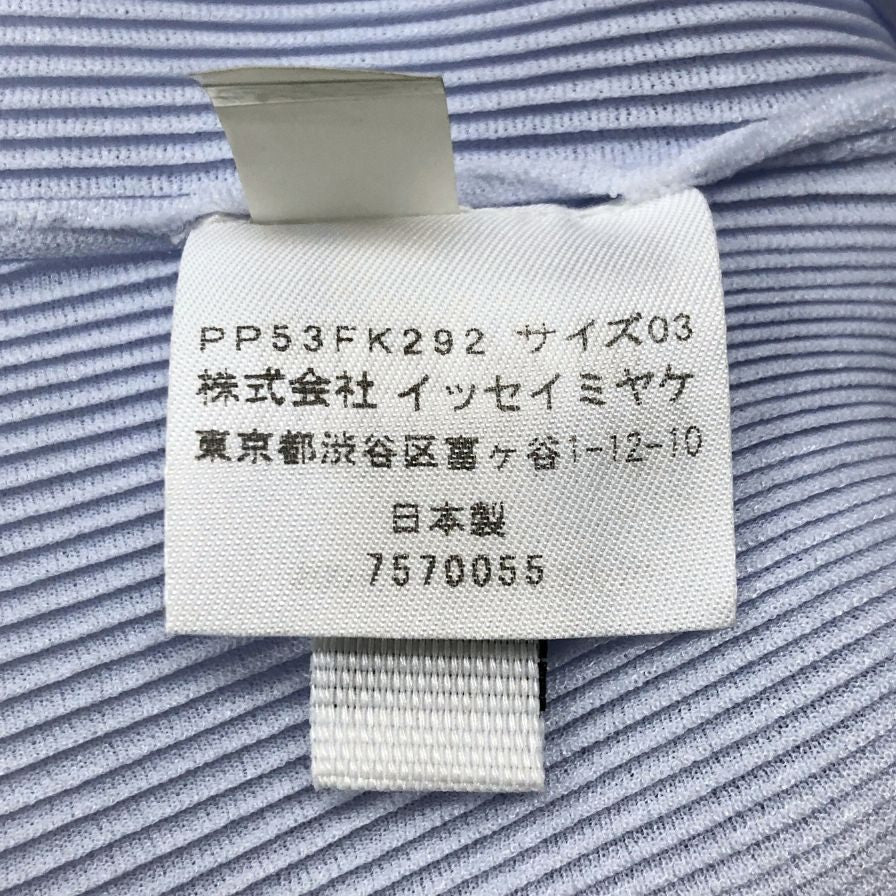 PP53FK292 サイズ03
株式会社 イッセイミヤケ
東京都渋谷区富ヶ谷1-12-10
日本製
7570055